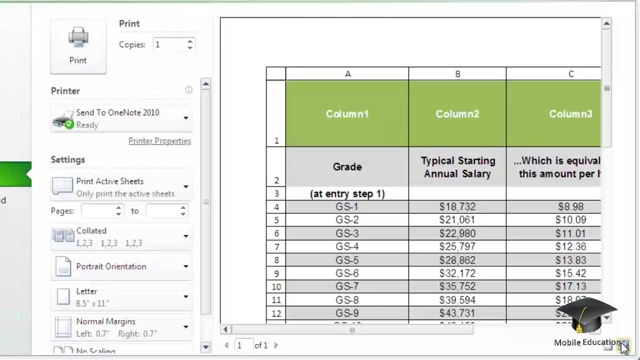 Print
Copies: 1
Print
Printer
Send To OneNote 2010
Ready
Printer Properties
Settings
Print Active Sheets
Only print the active sheets
Pages: to
Collated
1,2,3 1,2,3 1,2,3
Portrait Orientation
Letter
8.5" x 11"
Normal Margins
Left: 0.7" Right: 0.7"
No Scaling
1 of 1
A B C
1 Column1 Column2 Column3
2 Grade Typical Starting Annual Salary ...Which is equival this amount per h
3 (at entry step 1)
4 GS-1 $18,732 $8.98
5 GS-2 $21,061 $10.09
6 GS-3 $22,980 $11.01
7 GS-4 $25,797 $12.36
8 GS-5 $28,862 $13.83
9 GS-6 $32,172 $15.42
10 GS-7 $35,752 $17.13
11 GS-8 $39,594 $18.97
12 GS-9 $43,731
Mobile Education